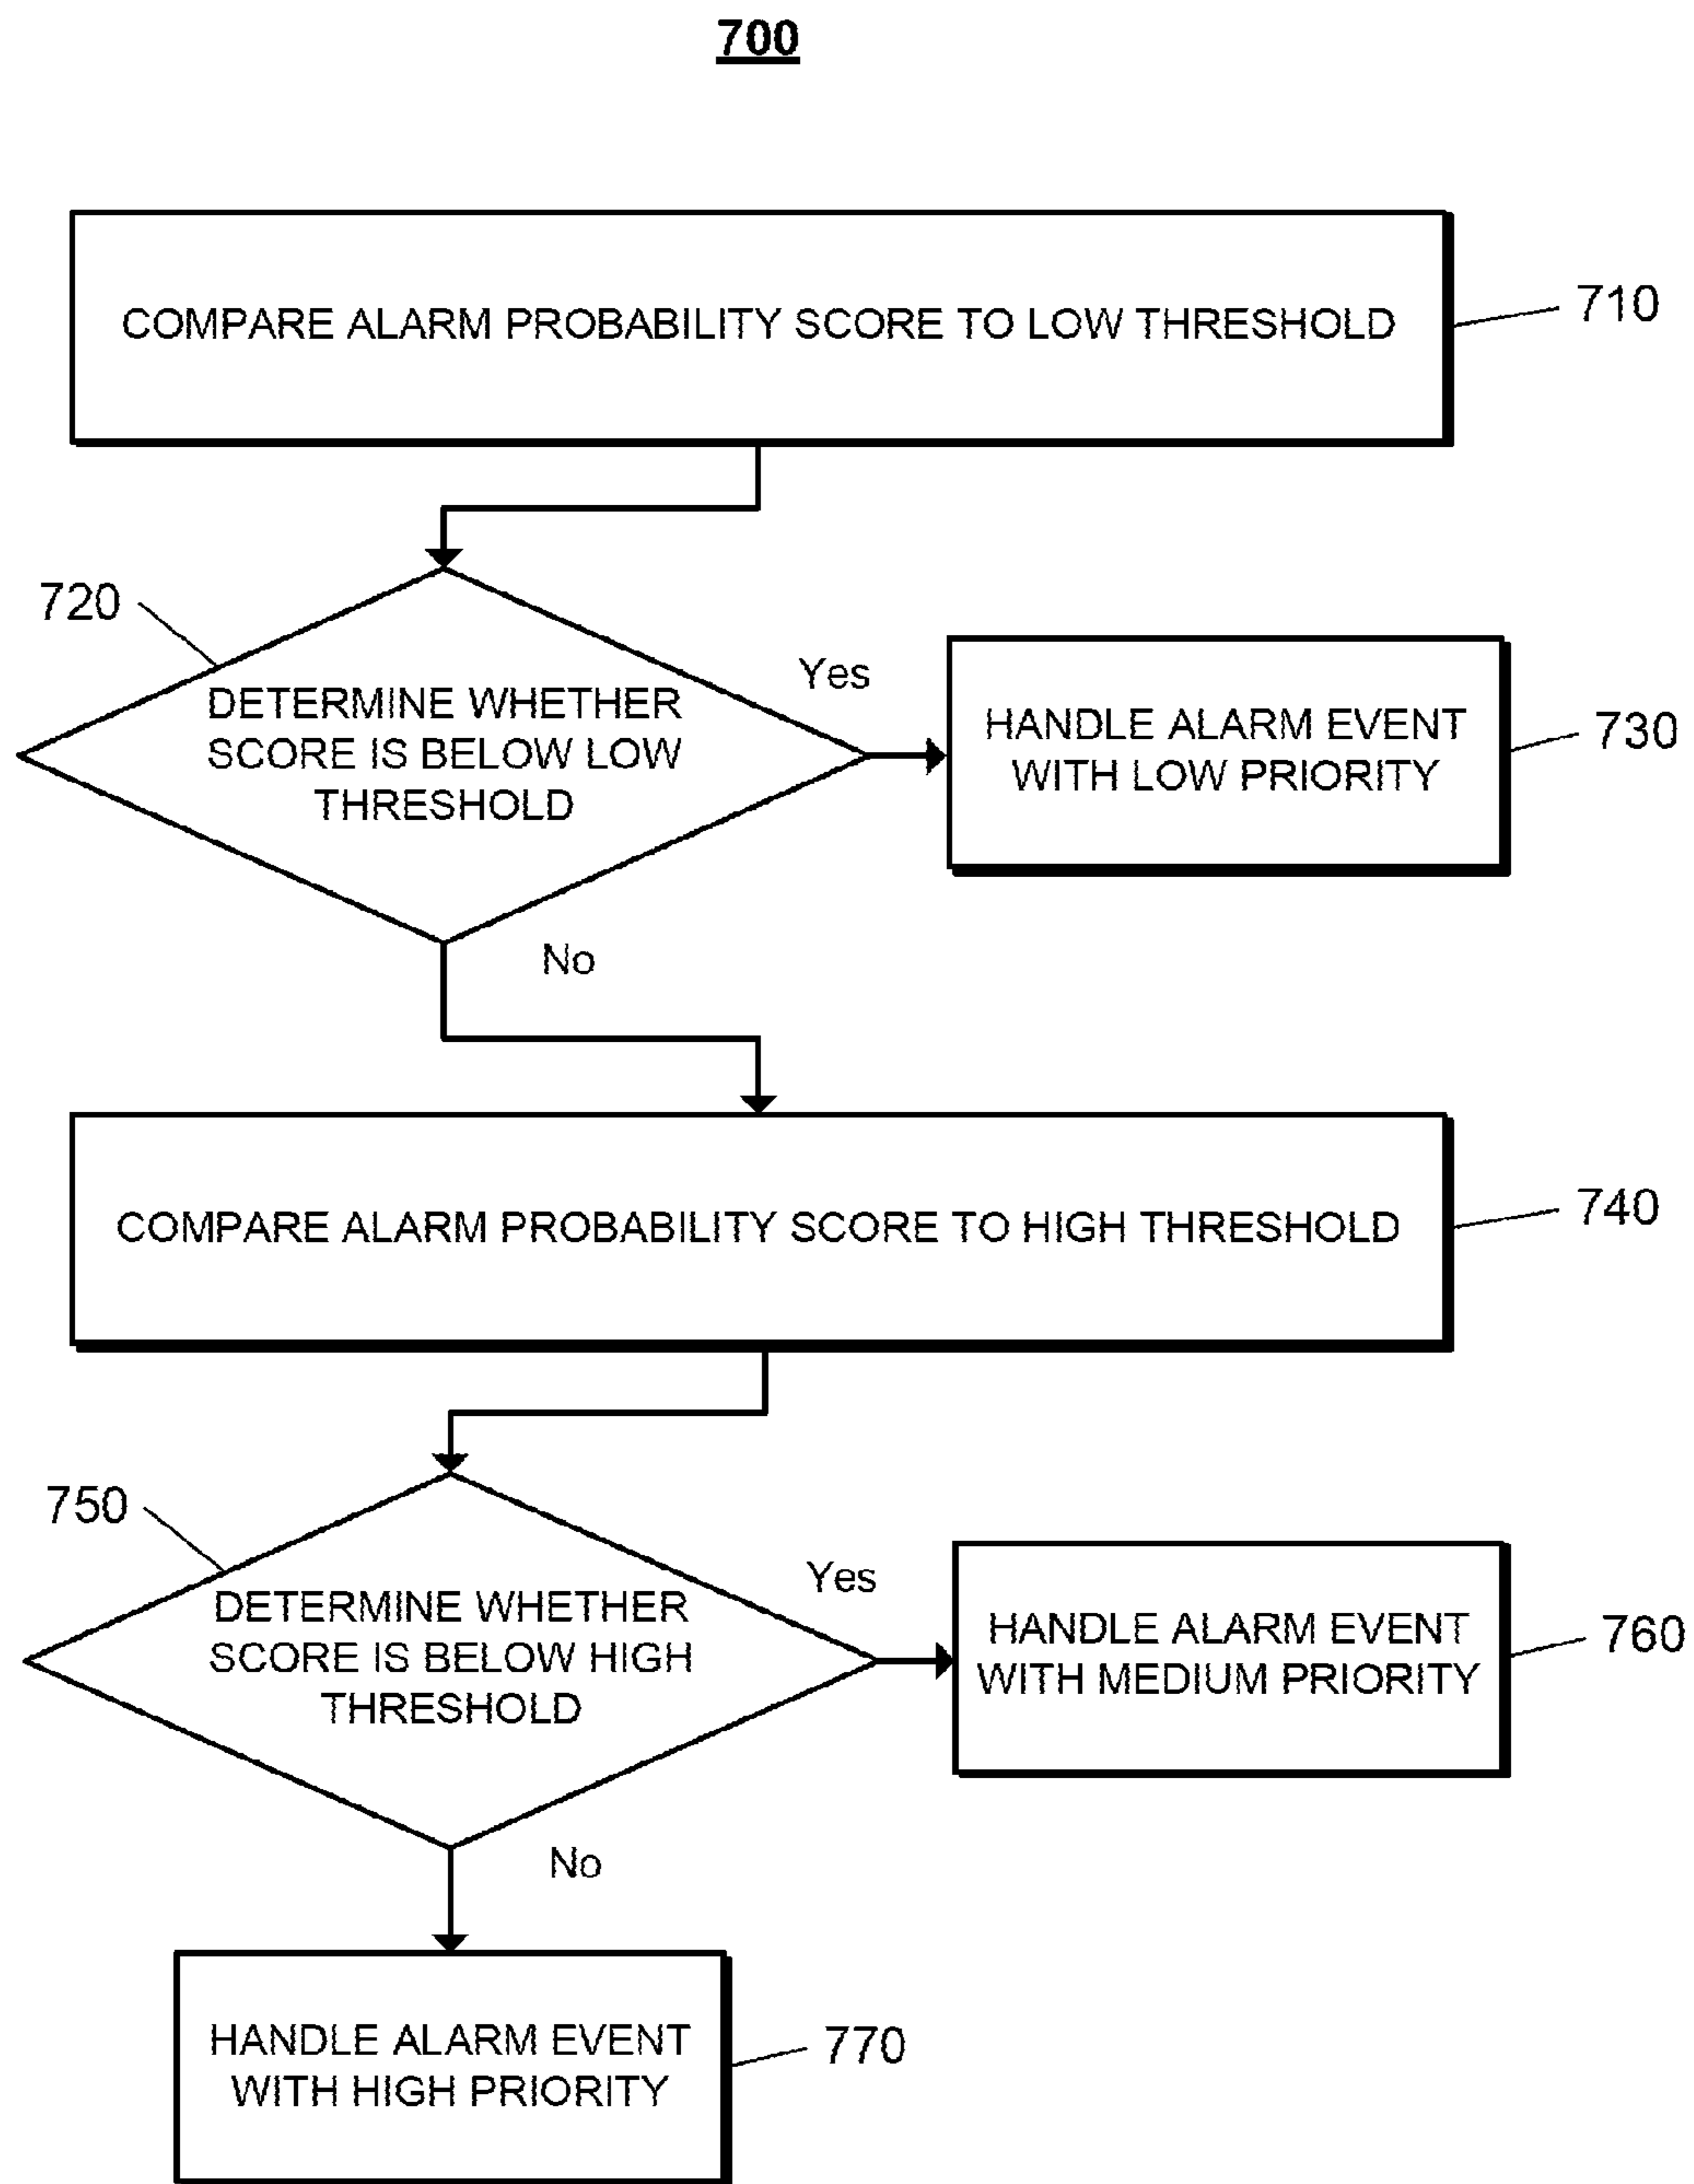 700
COMPARE ALARM PROBABILITY SCORE TO LOW THRESHOLD
710
720
DETERMINE WHETHER
SCORE IS BELOW LOW
THRESHOLD
Yes
HANDLE ALARM EVENT
WITH LOW PRIORITY
730
No
COMPARE ALARM PROBABILITY SCORE TO HIGH THRESHOLD
740
750
DETERMINE WHETHER
SCORE IS BELOW HIGH
THRESHOLD
Yes
HANDLE ALARM EVENT
WITH MEDIUM PRIORITY
760
No
HANDLE ALARM EVENT
WITH HIGH PRIORITY
770